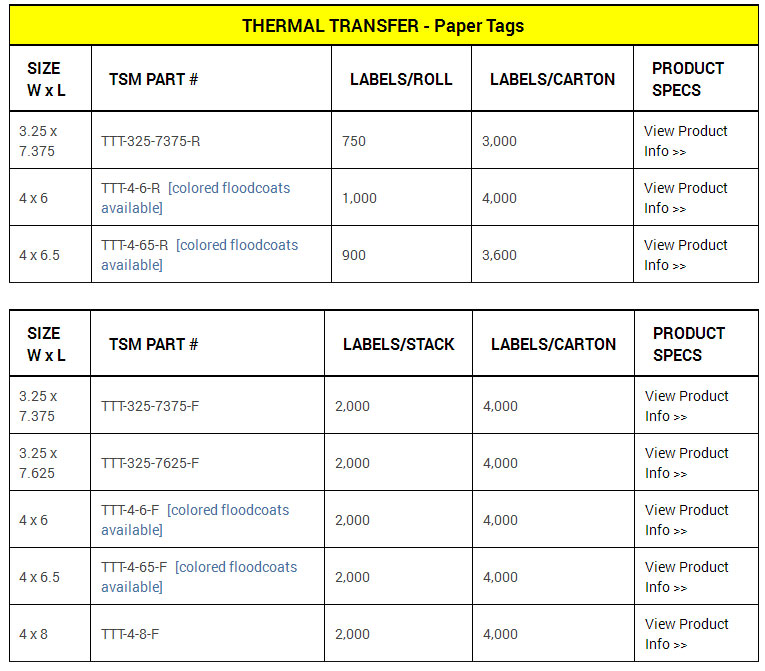 THERMAL TRANSFER - Paper Tags
SIZE W x L TSM PART # LABELS/ROLL LABELS/CARTON PRODUCT SPECS
3.25 x 7.375 TTT-325-7375-R 750 3,000 View Product Info >>
4 x 6 TTT-4-6-R [colored floodcoats available] 1,000 4,000 View Product Info >>
4 x 6.5 TTT-4-65-R [colored floodcoats available] 900 3,600 View Product Info >>
SIZE W x L TSM PART # LABELS/STACK LABELS/CARTON PRODUCT SPECS
3.25 x 7.375 TTT-325-7375-F 2,000 4,000 View Product Info >>
3.25 x 7.625 TTT-325-7625-F 2,000 4,000 View Product Info >>
4 x 6 TTT-4-6-F [colored floodcoats available] 2,000 4,000 View Product Info >>
4 x 6.5 TTT-4-65-F [colored floodcoats available] 2,000 4,000 View Product Info >>
4 x 8 TTT-4-8-F 2,000 4,000 View Product Info >>